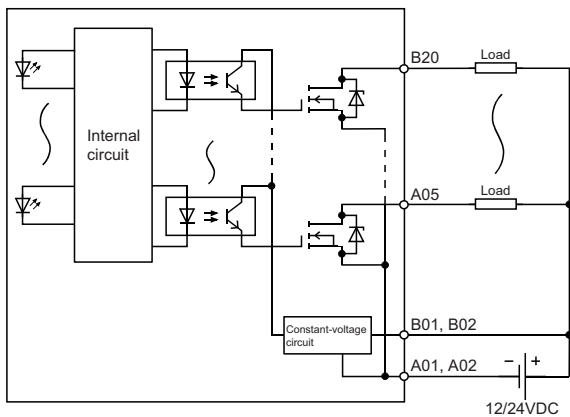 B20
Load
Internal
circuit
A05
Load
Constant-voltage
circuit
B01, B02
A01, A02
− +
12/24VDC